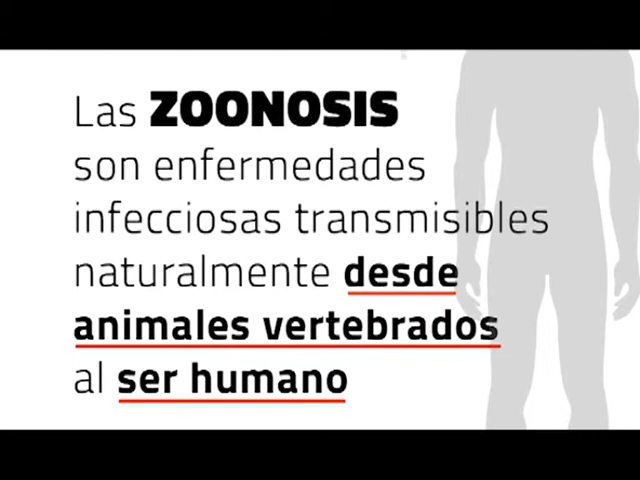 Las ZOONOSIS
son enfermedades
infecciosas transmisibles
naturalmente desde
animales vertebrados
al ser humano